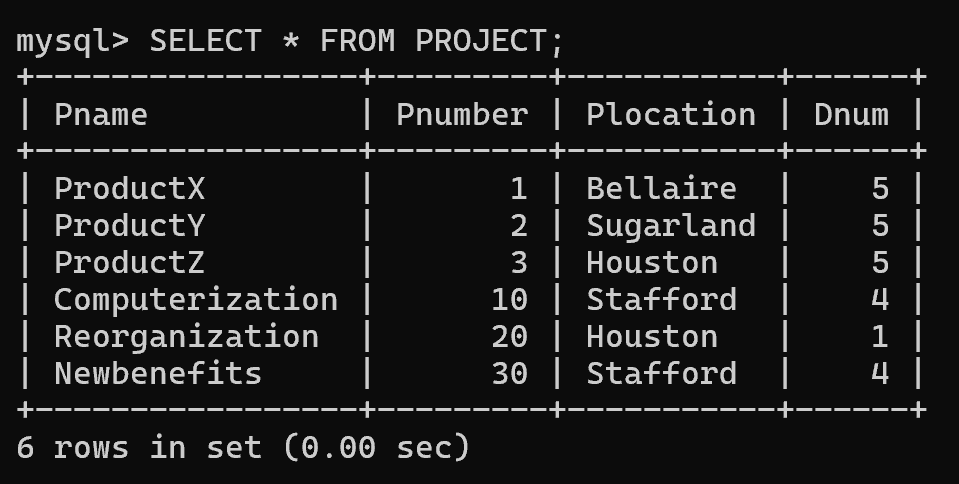 mysql> SELECT * FROM PROJECT;
+-----------------+---------+-----------+------+
| Pname           | Pnumber | Plocation | Dnum |
+-----------------+---------+-----------+------+
| ProductX        |       1 | Bellaire  |    5 |
| ProductY        |       2 | Sugarland |    5 |
| ProductZ        |       3 | Houston   |    5 |
| Computerization |      10 | Stafford  |    4 |
| Reorganization  |      20 | Houston   |    1 |
| Newbenefits     |      30 | Stafford  |    4 |
+-----------------+---------+-----------+------+
6 rows in set (0.00 sec)